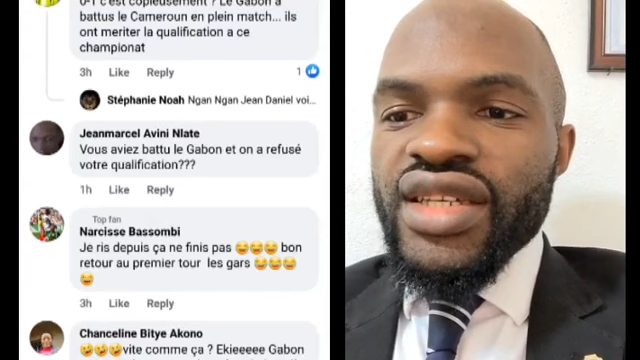 0-1 c'est copieusement ? Le Gabon a
battus le Cameroun en plein match... ils
ont meriter la qualification a ce
championat
3h Like Reply 1
Stéphanie Noah Ngan Ngan Jean Daniel voi...
Jeanmarcel Avini Nlate
Vous aviez battu le Gabon et on a refusé
votre qualification???
1h Like Reply
Top fan
Narcisse Bassombi
Je ris depuis ça ne finis pas 😂😂😂 bon
retour au premier tour les gars 😂😂😂
😂
3h Like Reply
Chanceline Bitye Akono
🤣🤣🤣vite comme ça ? Ekieeeee Gabon